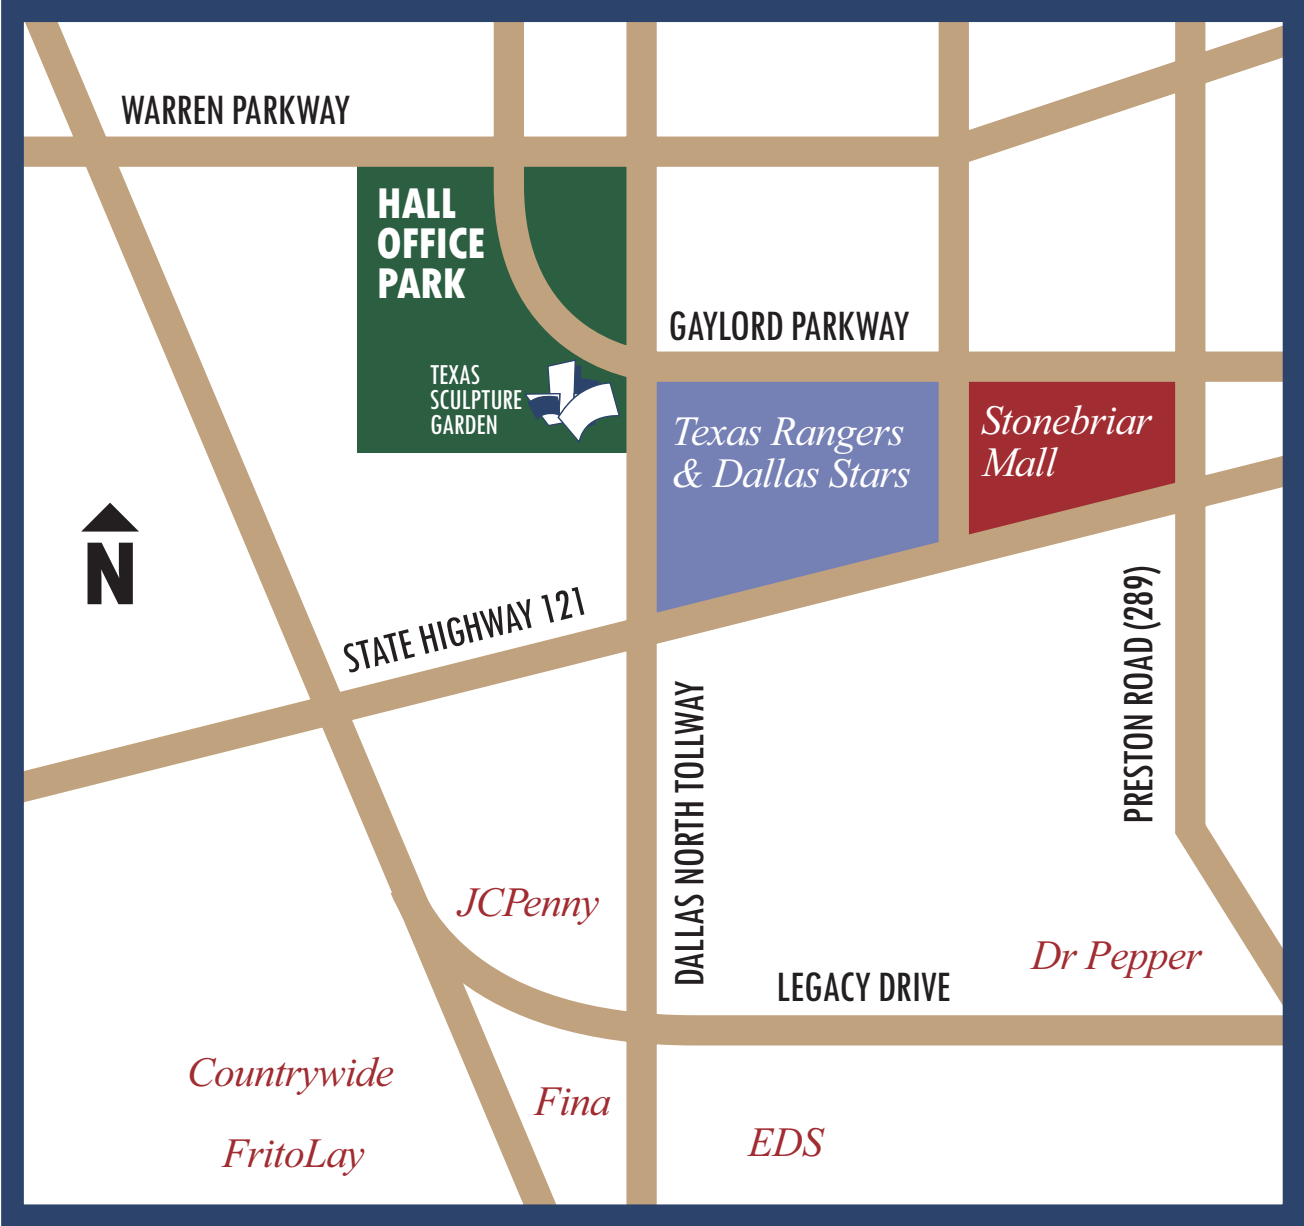 WARREN PARKWAY
HALL
OFFICE
PARK
GAYLORD PARKWAY
TEXAS
SCULPTURE
GARDEN
Texas Rangers
& Dallas Stars
Stonebriar
Mall
N
STATE HIGHWAY 121
PRESTON ROAD (289)
DALLAS NORTH TOLLWAY
JCPenny
Dr Pepper
LEGACY DRIVE
Countrywide
Fina
EDS
FritoLay